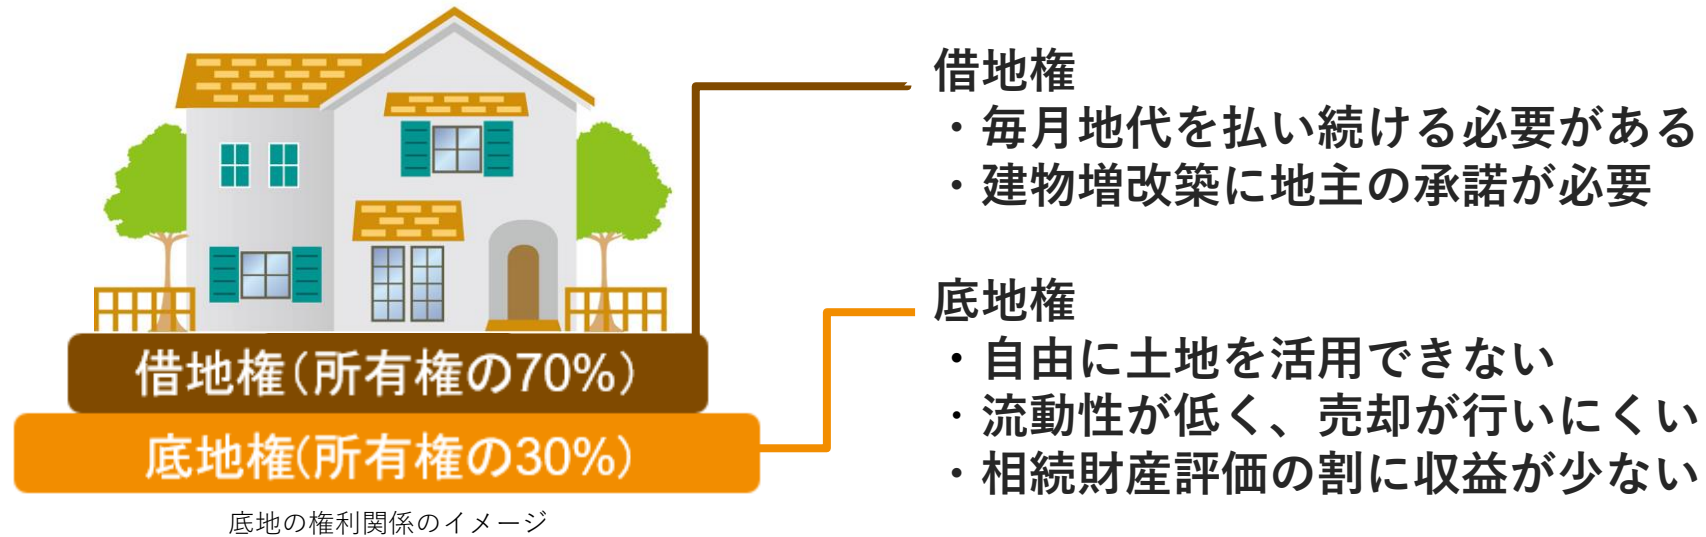 借地権
・毎月地代を払い続ける必要がある
・建物増改築に地主の承諾が必要
底地権
・自由に土地を活用できない
・流動性が低く、売却が行いにくい
・相続財産評価の割に収益が少ない
借地権(所有権の70%)
底地権(所有権の30%)
底地の権利関係のイメージ